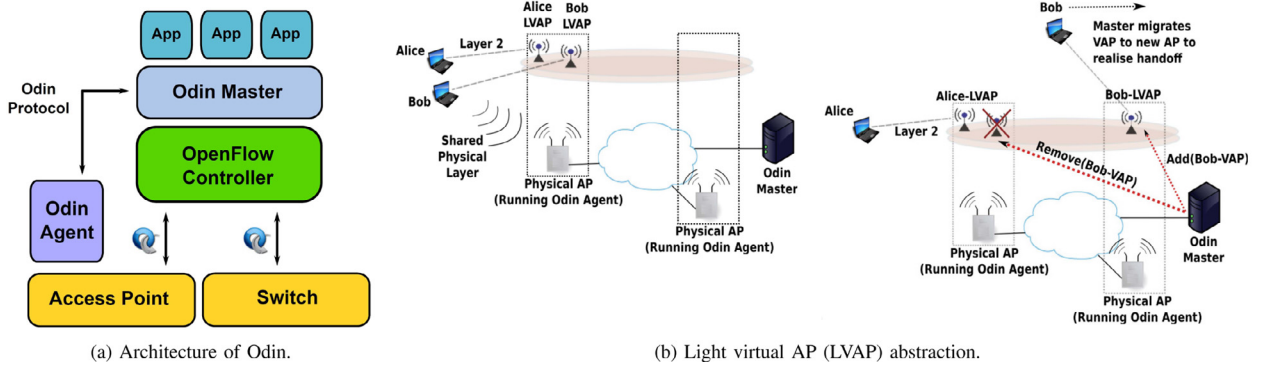 App
App
App
Odin
Protocol
Odin Master
OpenFlow
Controller
Odin
Agent
Access Point
Switch
(a) Architecture of Odin.
Alice
LVAP
Bob
LVAP
Alice
Layer 2
Bob
Shared
Physical
Layer
Physical AP
(Running Odin Agent)
Odin
Master
Physical AP
(Running Odin Agent)
Bob
Master migrates
VAP to new AP to
realise handoff
Alice-LVAP
Bob-LVAP
Alice
Layer 2
Remove(Bob-VAP)
Add(Bob-VAP)
Odin
Master
Physical AP
(Running Odin Agent)
Physical AP
(Running Odin Agent)
(b) Light virtual AP (LVAP) abstraction.